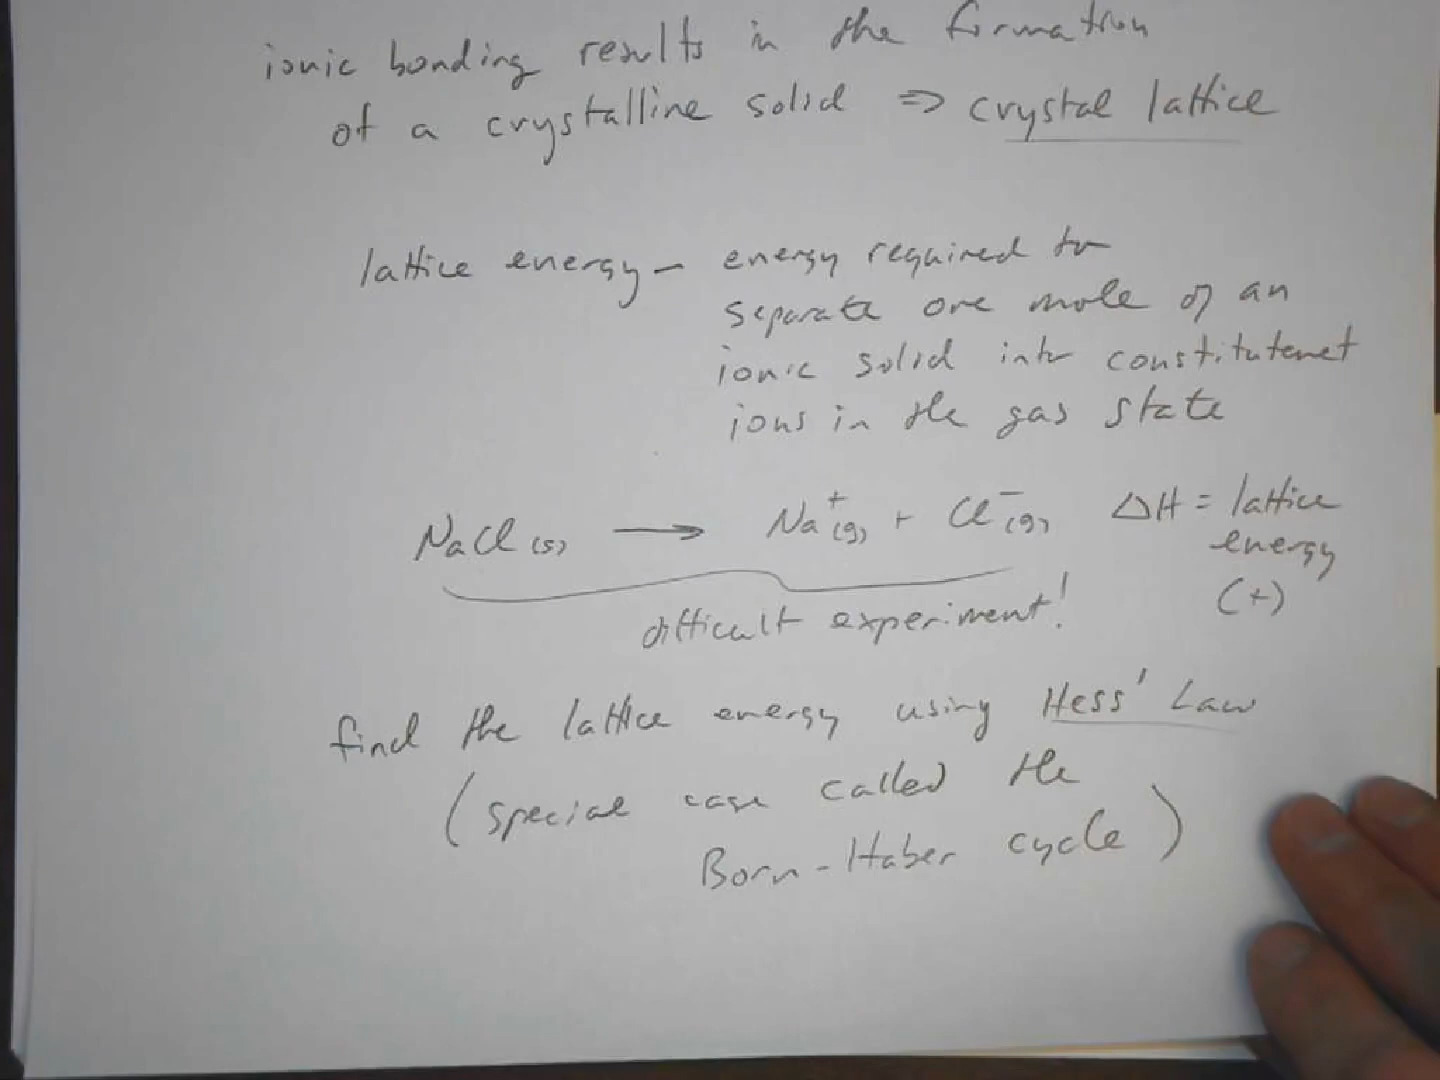 ionic bonding results in the formation
of a crystalline solid ⇒ crystal lattice
lattice energy – energy required to
separate one mole of an
ionic solid into constitutenet
ions in the gas state
NaCl(s) ⟶ Na⁺(g) + Cl⁻(g) ΔH = lattice
energy
(+)
difficult experiment!
find the lattice energy using Hess' Law
(special case called the
Born-Haber cycle)